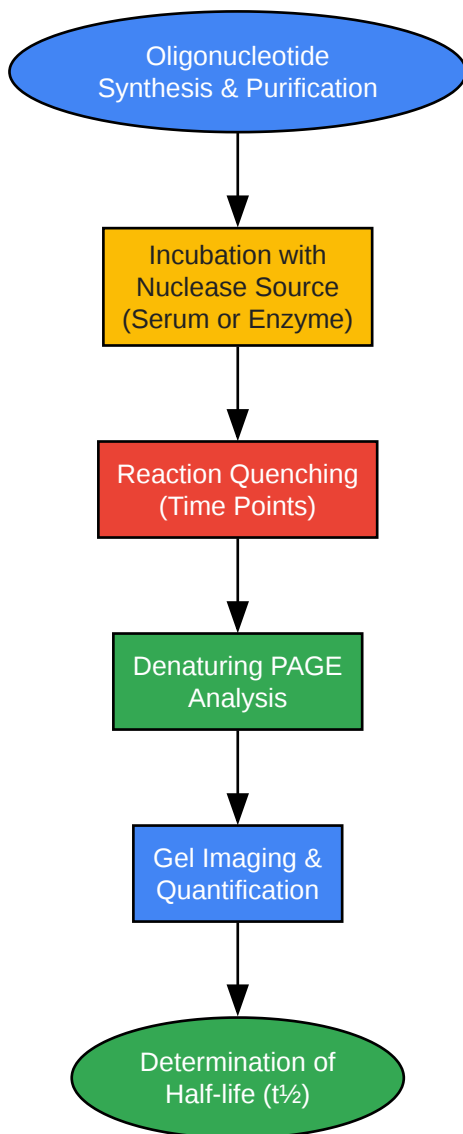 Oligonucleotide
Synthesis & Purification
Incubation with
Nuclease Source
(Serum or Enzyme)
Reaction Quenching
(Time Points)
Denaturing PAGE
Analysis
Gel Imaging &
Quantification
Determination of
Half-life (t½)